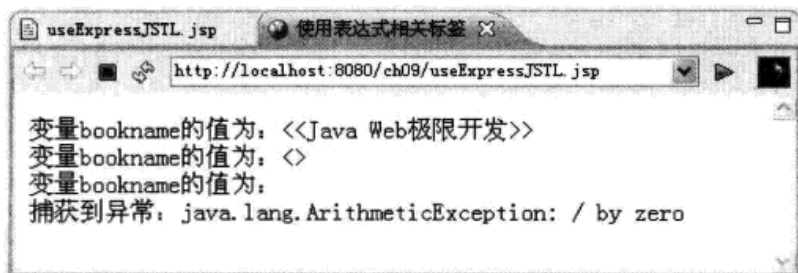 useExpressJSTL.jsp 使用表达式相关标签
http://localhost:8080/ch09/useExpressJSTL.jsp
变量bookname的值为：<<Java Web极限开发>>
变量bookname的值为：<>
变量bookname的值为：
捕获到异常：java.lang.ArithmeticException: / by zero